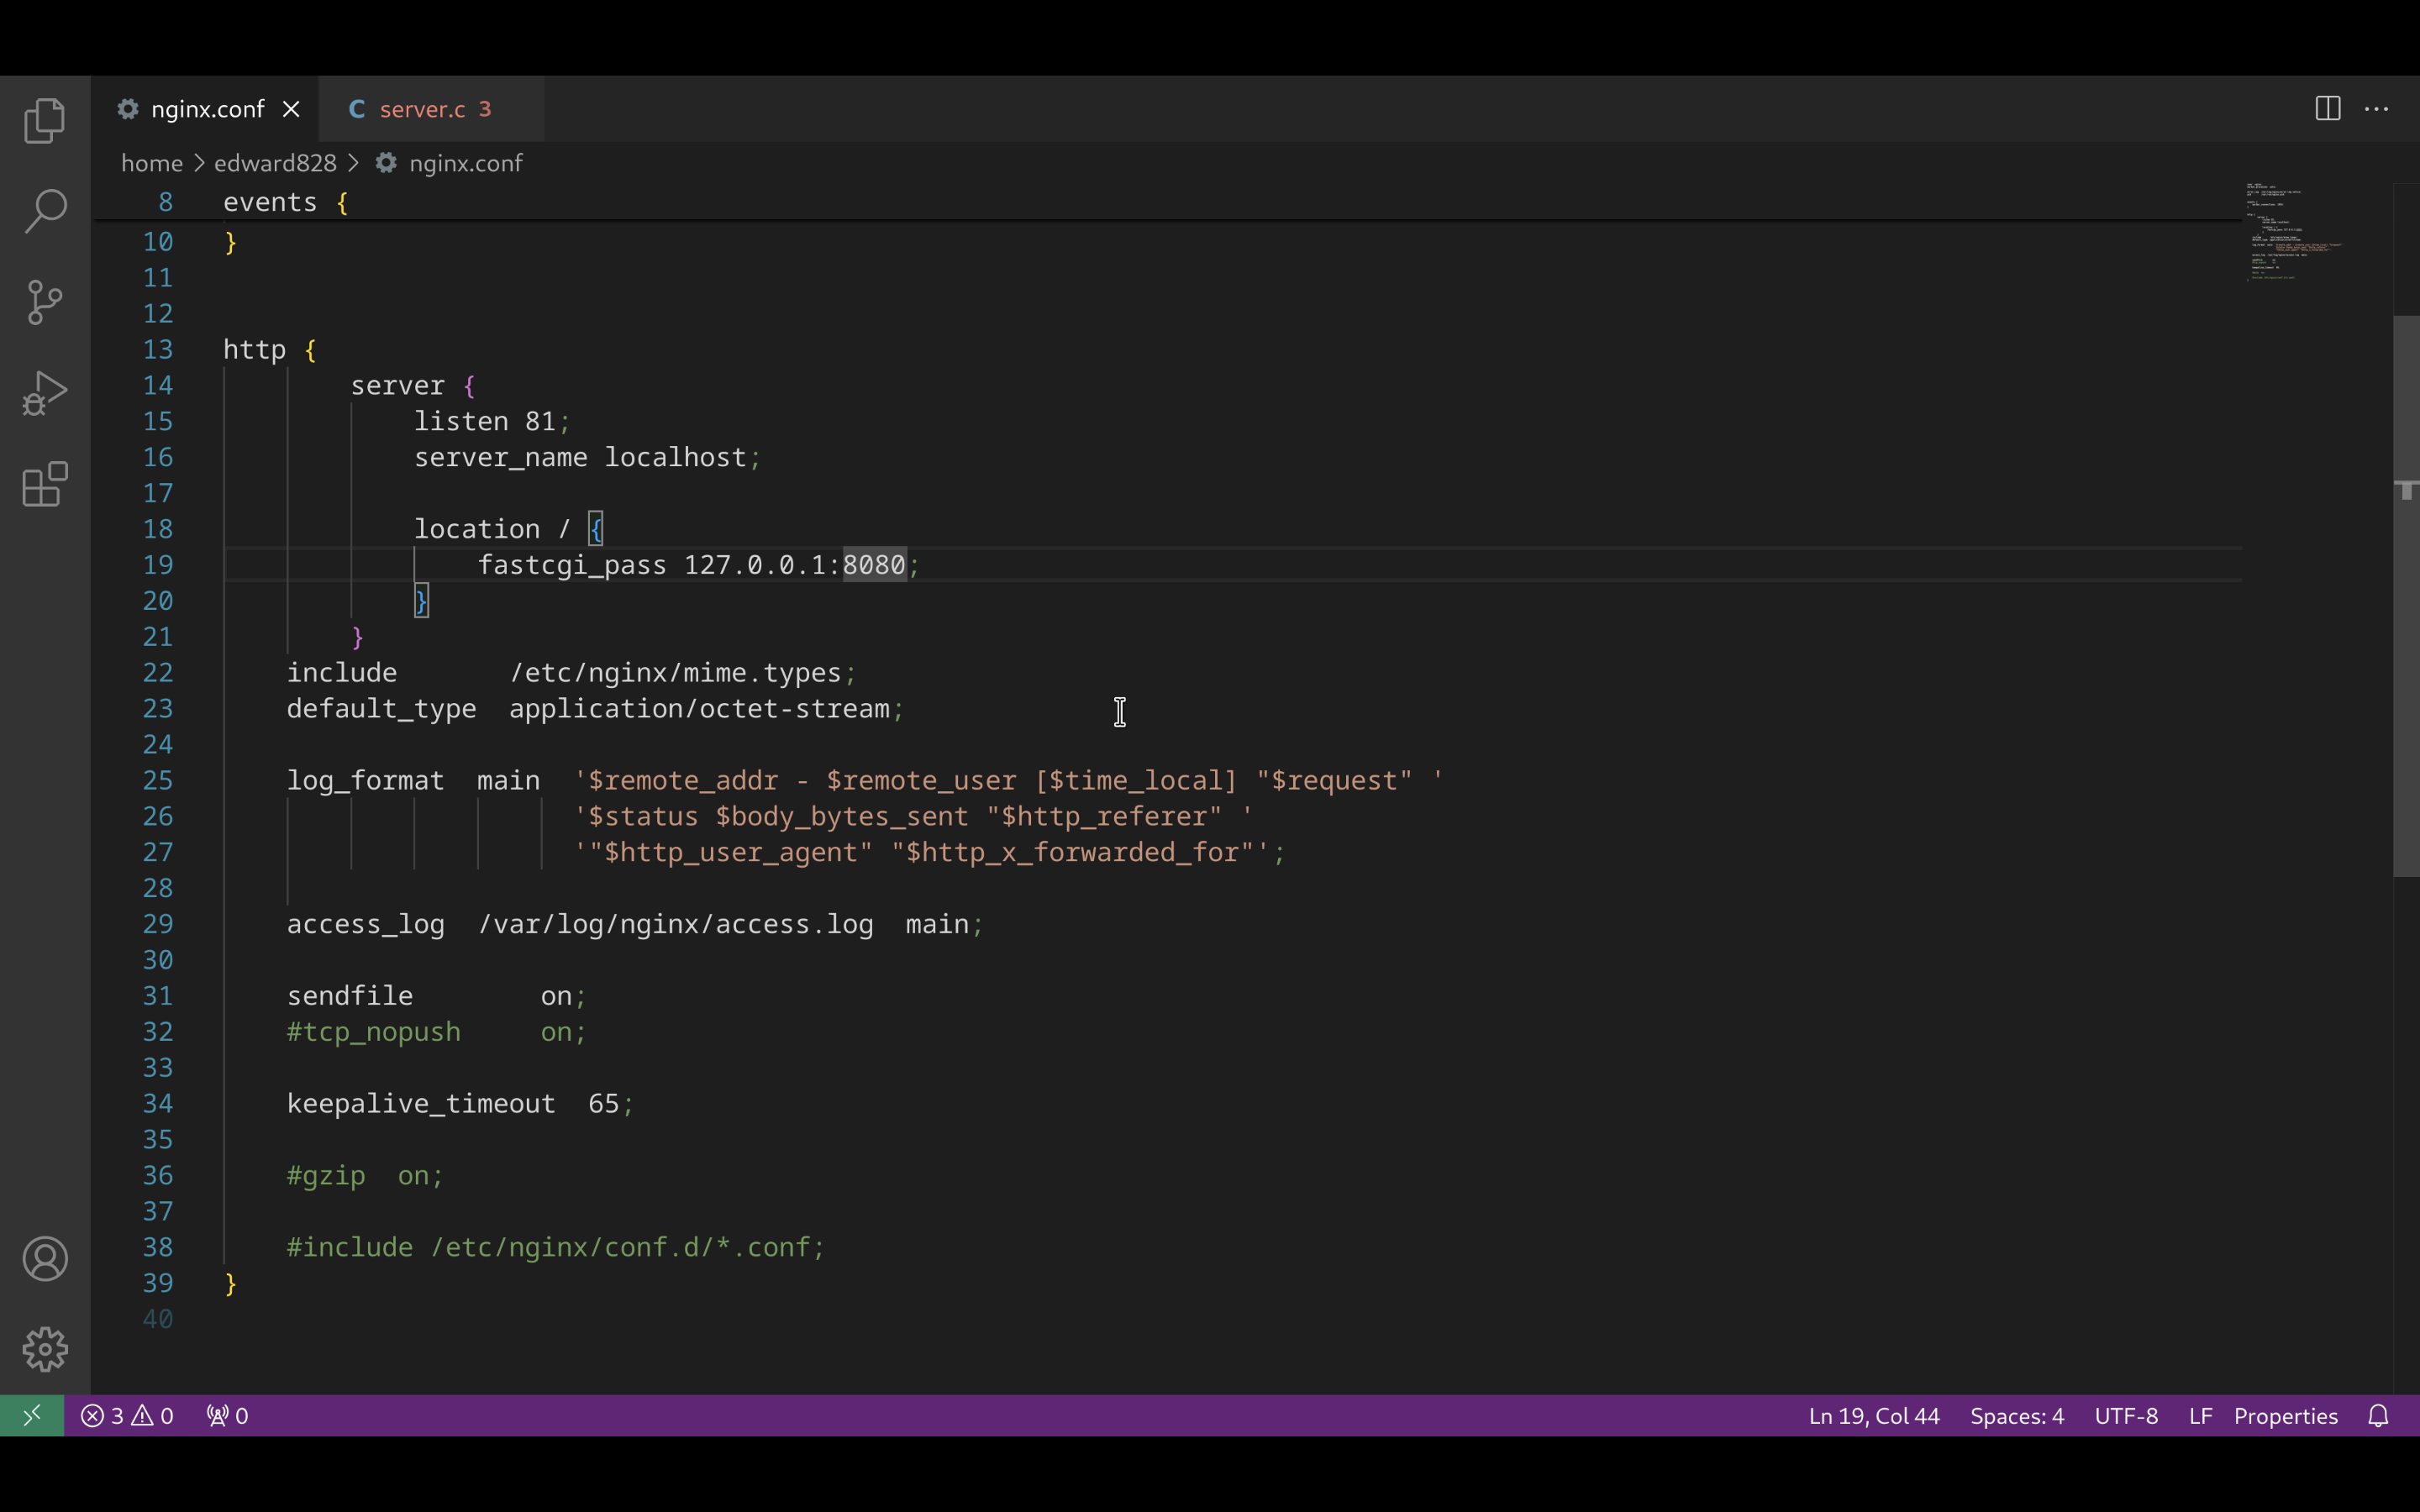 nginx.conf
C server.c 3
home > edward828 > nginx.conf
8 events {
10 }
11
12
13 http {
14 server {
15 listen 81;
16 server_name localhost;
17
18 location / {
19 fastcgi_pass 127.0.0.1:8080;
20 }
21 }
22 include /etc/nginx/mime.types;
23 default_type application/octet-stream;
24
25 log_format main '$remote_addr - $remote_user [$time_local] "$request" '
26 '$status $body_bytes_sent "$http_referer" '
27 '"$http_user_agent" "$http_x_forwarded_for"';
28
29 access_log /var/log/nginx/access.log main;
30
31 sendfile on;
32 #tcp_nopush on;
33
34 keepalive_timeout 65;
35
36 #gzip on;
37
38 #include /etc/nginx/conf.d/*.conf;
39 }
40
3 0 0 Ln 19, Col 44 Spaces: 4 UTF-8 LF Properties